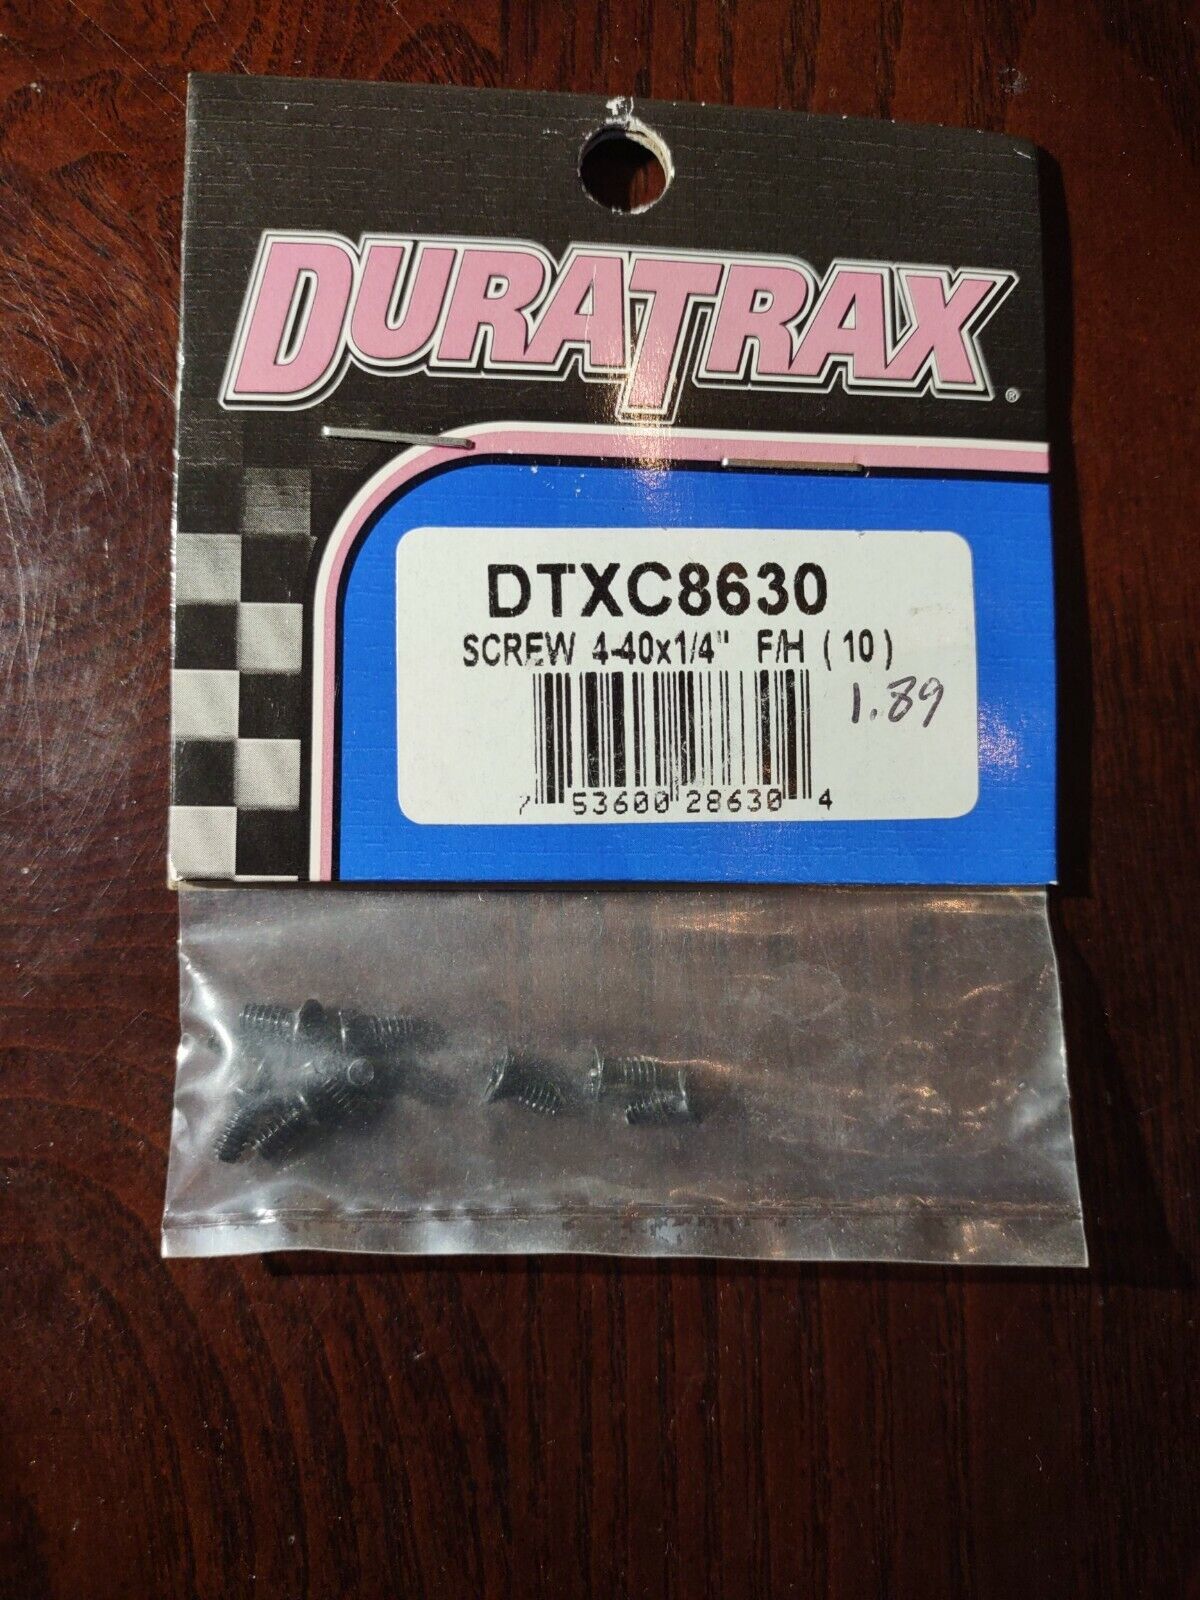 DURATRAX®
DTXC8630
SCREW 4-40x1/4" F/H (10)
1.89
7 53600 28630 4